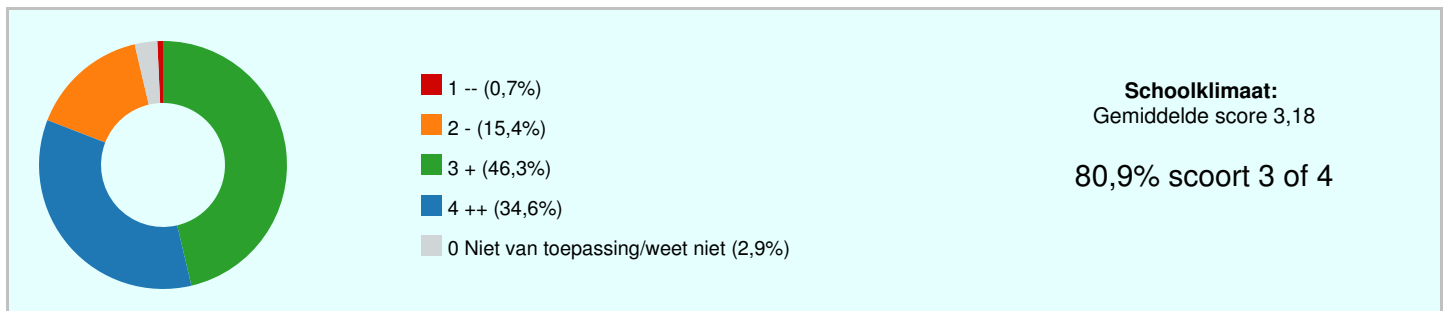 1 -- (0,7%)
2 - (15,4%)
3 + (46,3%)
4 ++ (34,6%)
0 Niet van toepassing/weet niet (2,9%)
Schoolklimaat:
Gemiddelde score 3,18
80,9% scoort 3 of 4